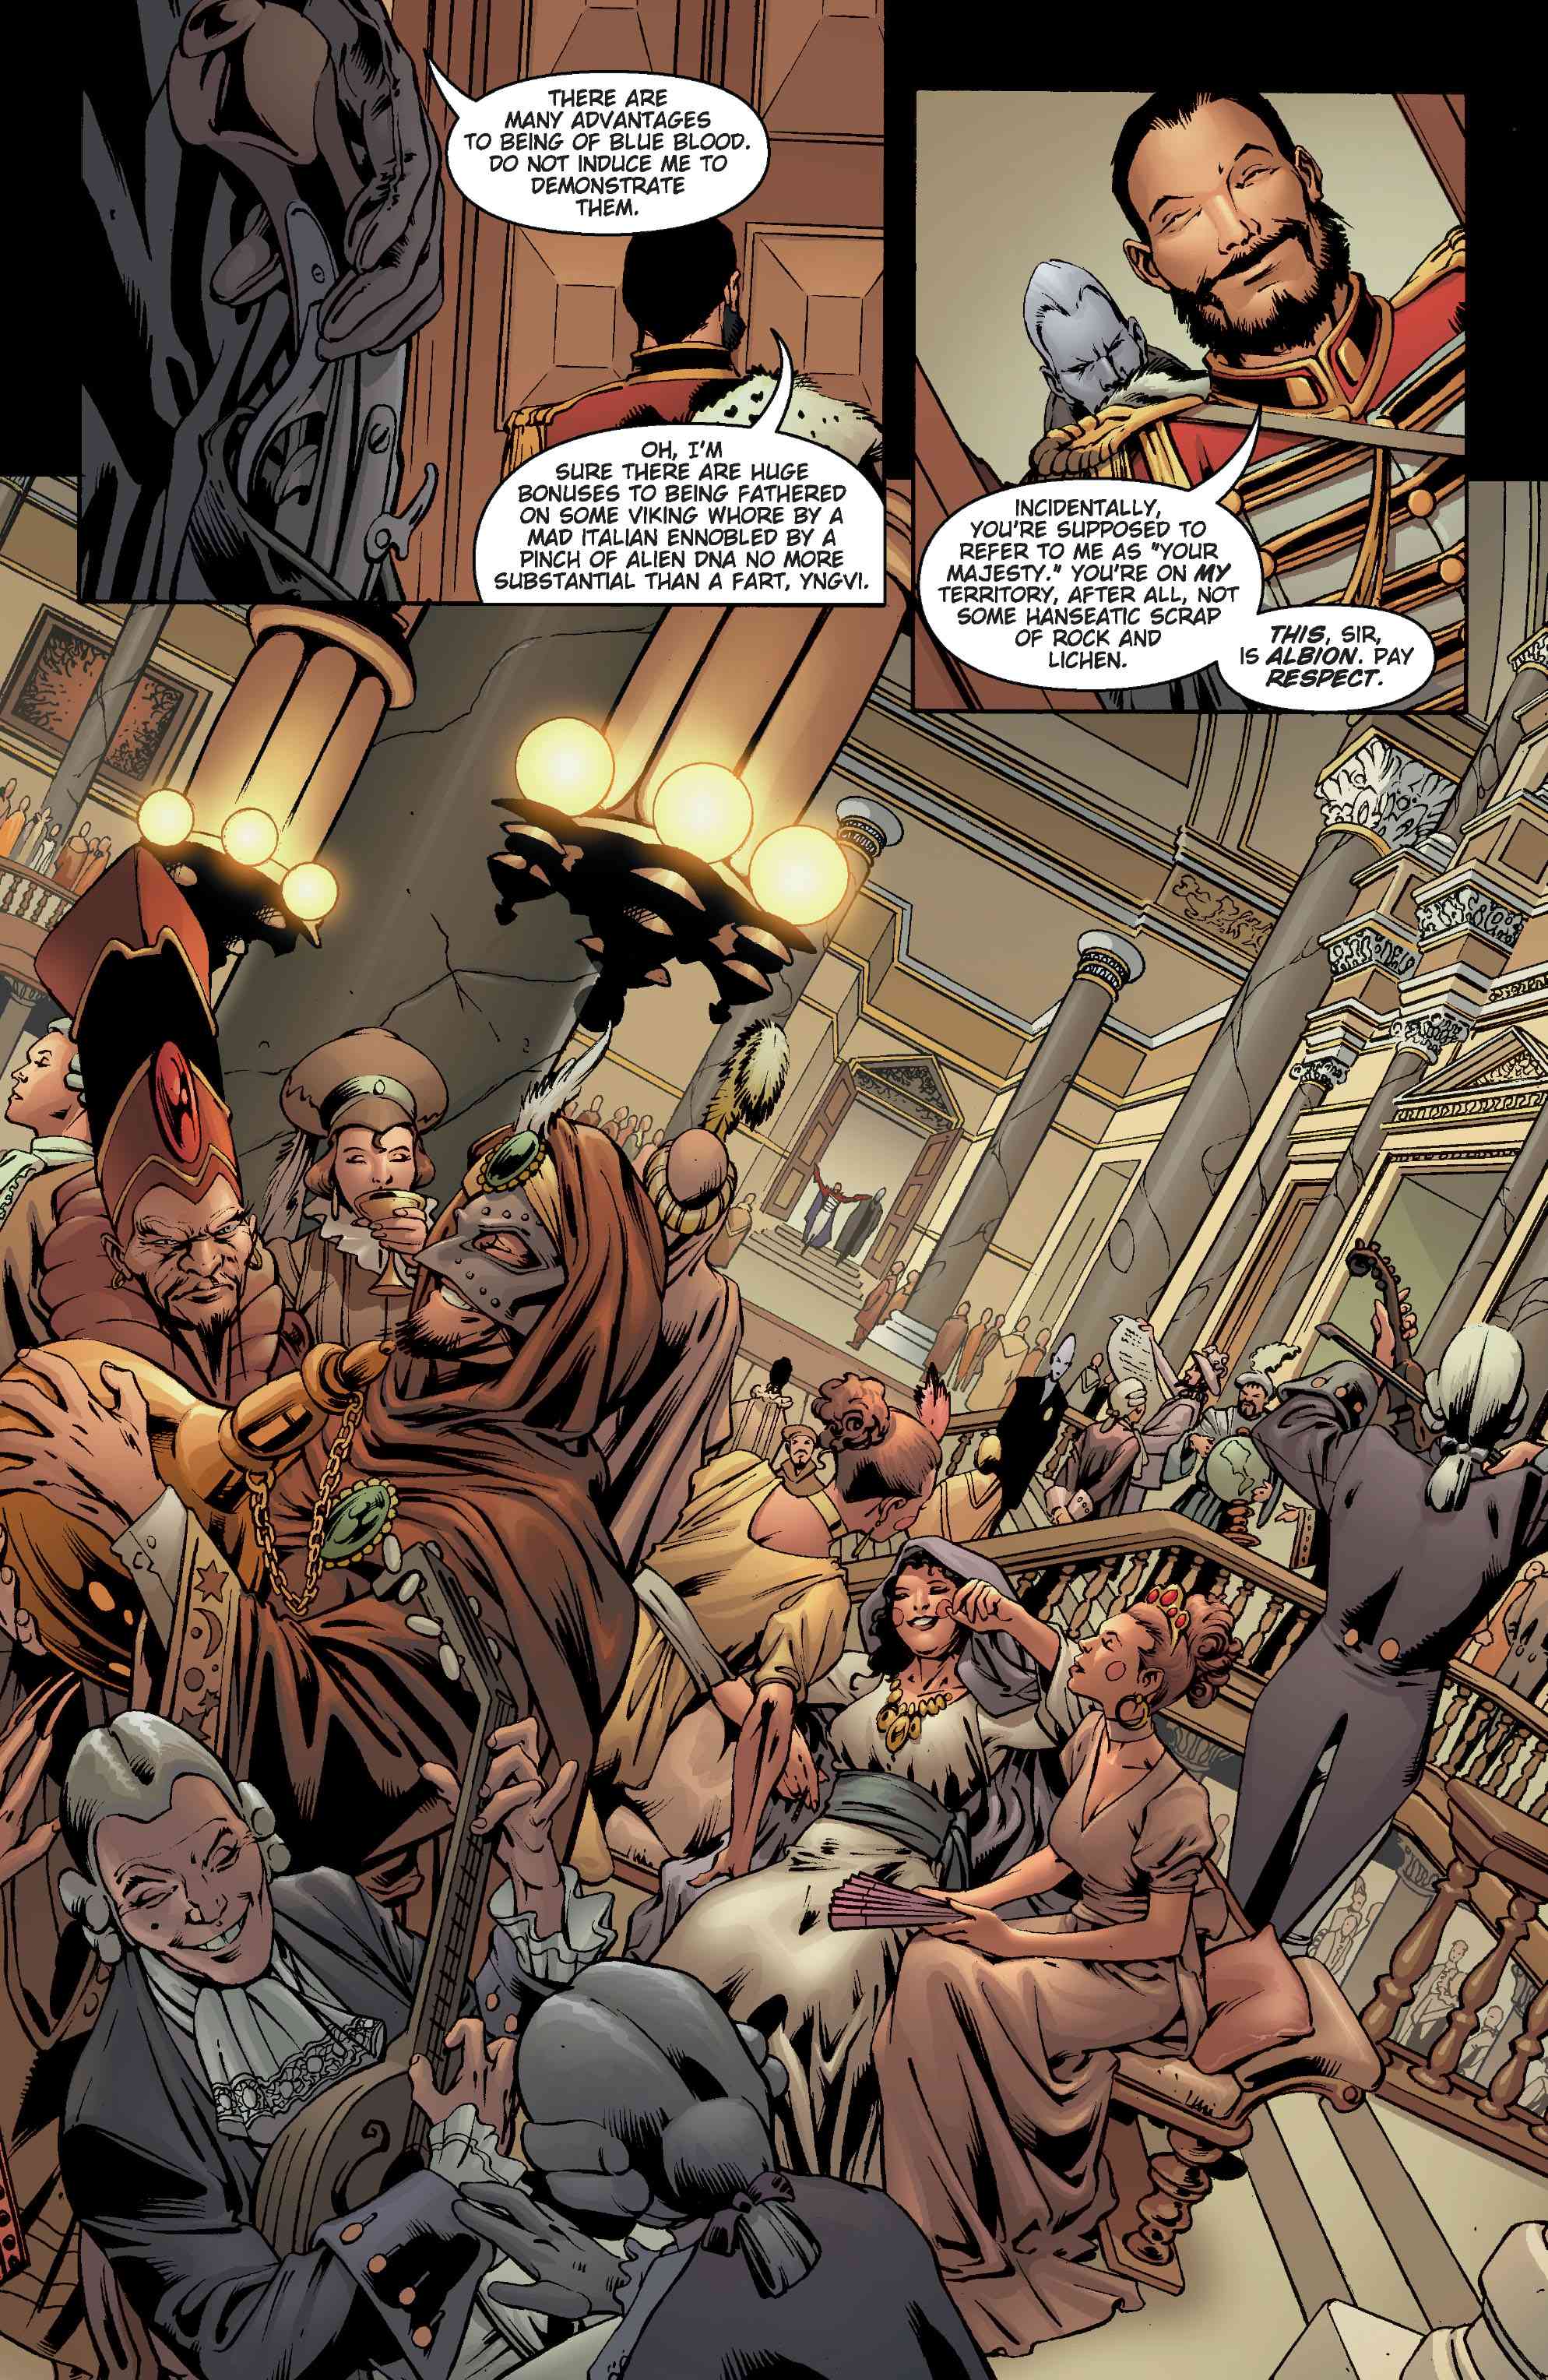 THERE ARE
MANY ADVANTAGES
TO BEING OF BLUE BLOOD.
DO NOT INDUCE ME TO
DEMONSTRATE
THEM.
OH, I'M
SURE THERE ARE HUGE
BONUSES TO BEING FATHERED
ON SOME VIKING WHORE BY A
MAD ITALIAN ENNOBLED BY A
PINCH OF ALIEN DNA NO MORE
SUBSTANTIAL THAN A FART, YNGVI.
INCIDENTALLY,
YOU'RE SUPPOSED TO
REFER TO ME AS "YOUR
MAJESTY." YOU'RE ON MY
TERRITORY, AFTER ALL, NOT
SOME HANSEATIC SCRAP
OF ROCK AND
LICHEN.
THIS, SIR,
IS ALBION. PAY
RESPECT.